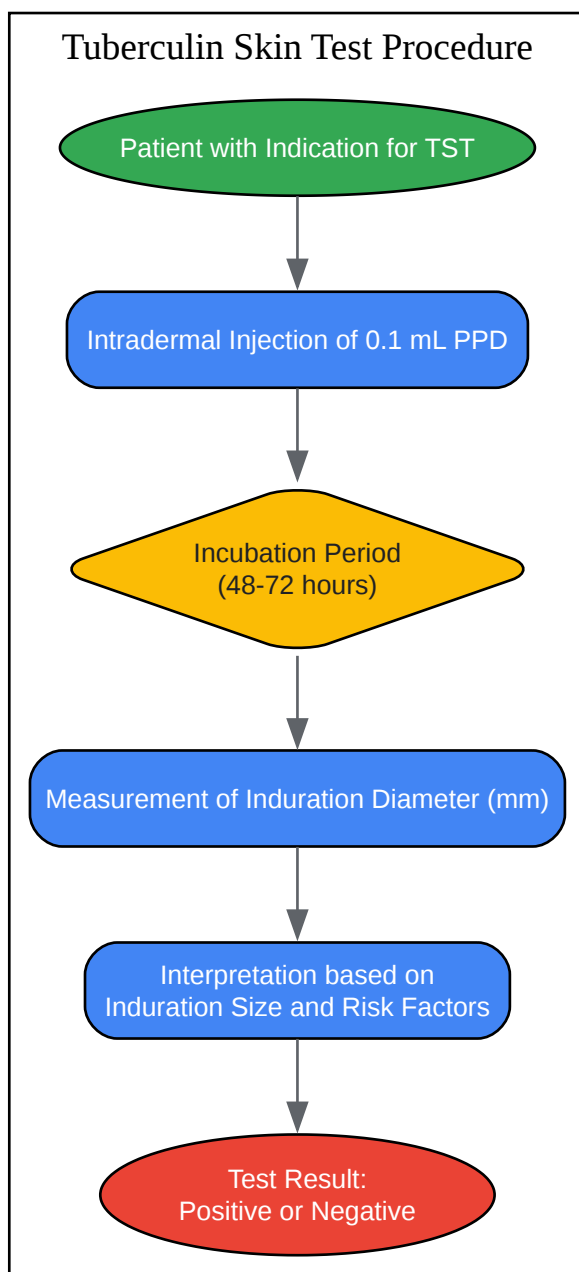 Tuberculin Skin Test Procedure
Patient with Indication for TST
Intradermal Injection of 0.1 mL PPD
Incubation Period
(48-72 hours)
Measurement of Induration Diameter (mm)
Interpretation based on
Induration Size and Risk Factors
Test Result:
Positive or Negative